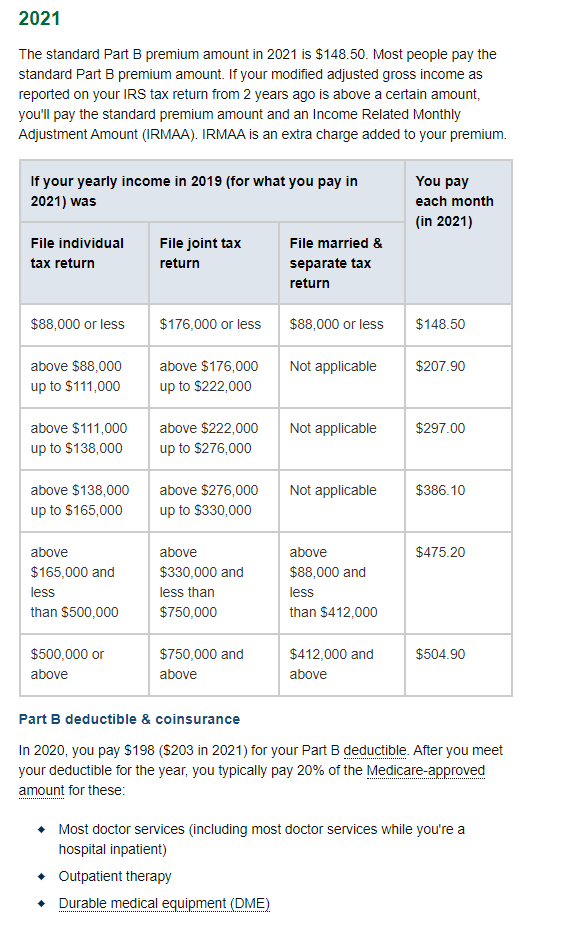 2021
The standard Part B premium amount in 2021 is $148.50. Most people pay the
standard Part B premium amount. If your modified adjusted gross income as
reported on your IRS tax return from 2 years ago is above a certain amount,
you'll pay the standard premium amount and an Income Related Monthly
Adjustment Amount (IRMAA). IRMAA is an extra charge added to your premium.
If your yearly income in 2019 (for what you pay in
2021) was
You pay
each month
(in 2021)
File individual
tax return
File joint tax
return
File married &
separate tax
return
$88,000 or less
$176,000 or less
$88,000 or less
$148.50
above $88,000
up to $111,000
above $176,000
up to $222,000
Not applicable
$207.90
above $111,000
up to $138,000
above $222,000
up to $276,000
Not applicable
$297.00
above $138,000
up to $165,000
above $276,000
up to $330,000
Not applicable
$386.10
above
$165,000 and
less
than $500,000
above
$330,000 and
less than
$750,000
above
$88,000 and
less
than $412,000
$475.20
$500,000 or
above
$750,000 and
above
$412,000 and
above
$504.90
Part B deductible & coinsurance
In 2020, you pay $198 ($203 in 2021) for your Part B deductible. After you meet
your deductible for the year, you typically pay 20% of the Medicare-approved
amount for these:
Most doctor services (including most doctor services while you're a
hospital inpatient)
Outpatient therapy
Durable medical equipment (DME)